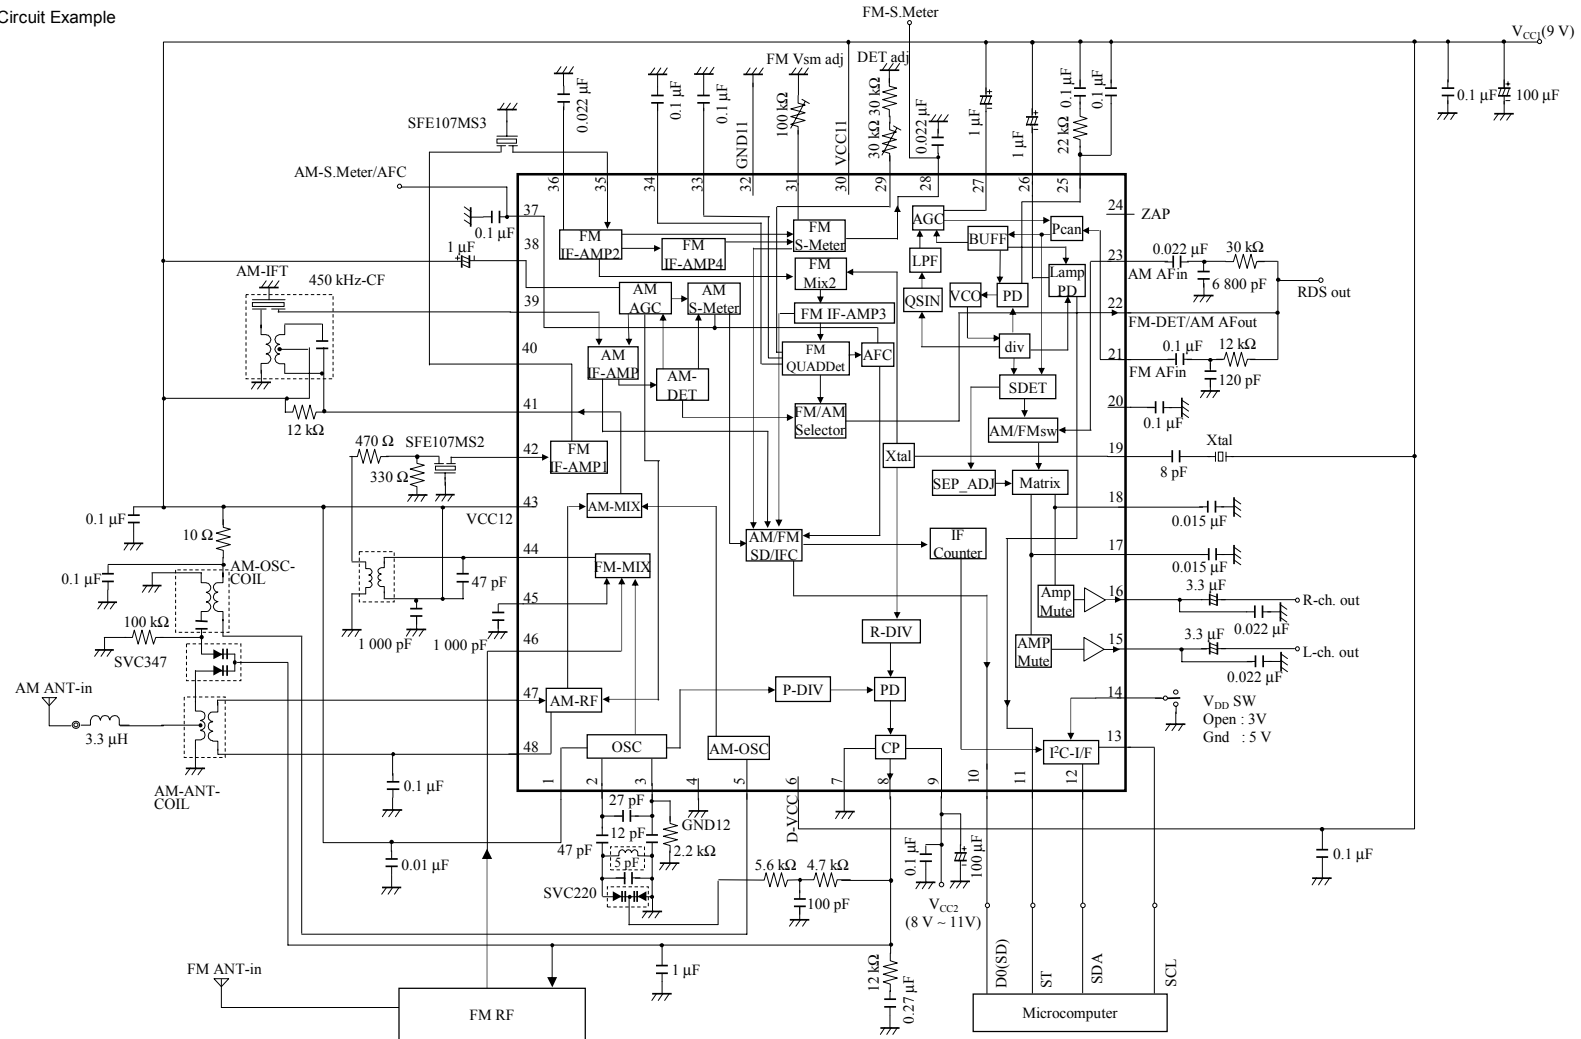 Circuit Example
FM-S.Meter
VCC1(9 V)
FM Vsm adj
DET adj
0.022 µF
0.1 µF
0.1 µF
GND11
100 kΩ
VCC11
30 kΩ
30 kΩ
0.022 µF
1 µF
1 µF
22 kΩ
0.1 µF
0.1 µF
0.1 µF
100 µF
SFE107MS3
AM-S.Meter/AFC
36
35
34
33
32
31
30
29
28
27
26
25
24
ZAP
37
0.1 µF
1 µF
38
FM IF-AMP2
FM IF-AMP4
FM S-Meter
AGC
BUFF
Pcan
23
AM AFin
0.022 µF
30 kΩ
6 800 pF
RDS out
AM-IFT
450 kHz-CF
39
AM AGC
AM S-Meter
FM Mix2
LPF
Lamp PD
QSIN
VCO
PD
FM IF-AMP3
22
FM-DET/AM AFout
40
AM IF-AMP
AM-DET
FM QUADDet
AFC
div
21
FM AFin
0.1 µF
12 kΩ
120 pF
SDET
41
12 kΩ
FM/AM Selector
AM/FMsw
20
0.1 µF
470 Ω
SFE107MS2
330 Ω
42
FM IF-AMP1
Xtal
19
8 pF
Xtal
SEP_ADJ
Matrix
43
VCC12
0.1 µF
10 Ω
AM-MIX
18
0.015 µF
AM/FM SD/IFC
IF Counter
44
FM-MIX
47 pF
17
0.015 µF
0.1 µF
AM-OSC-COIL
45
1 000 pF
1 000 pF
Amp Mute
16
3.3 µF
R-ch. out
0.022 µF
100 kΩ
SVC347
46
R-DIV
AMP Mute
15
3.3 µF
L-ch. out
0.022 µF
AM ANT-in
3.3 µH
47
AM-RF
P-DIV
PD
14
VDD SW
Open : 3V
Gnd : 5 V
48
OSC
AM-OSC
CP
I²C-I/F
13
AM-ANT-COIL
0.1 µF
1
2
3
4
5
6
7
8
9
10
11
12
27 pF
12 pF
47 pF
5 pF
GND12
2.2 kΩ
D-VCC
0.01 µF
SVC220
5.6 kΩ
4.7 kΩ
100 pF
0.1 µF
100 µF
VCC2
(8 V ~ 11V)
0.1 µF
FM ANT-in
1 µF
12 kΩ
0.27 µF
D0(SD)
ST
SDA
SCL
FM RF
Microcomputer